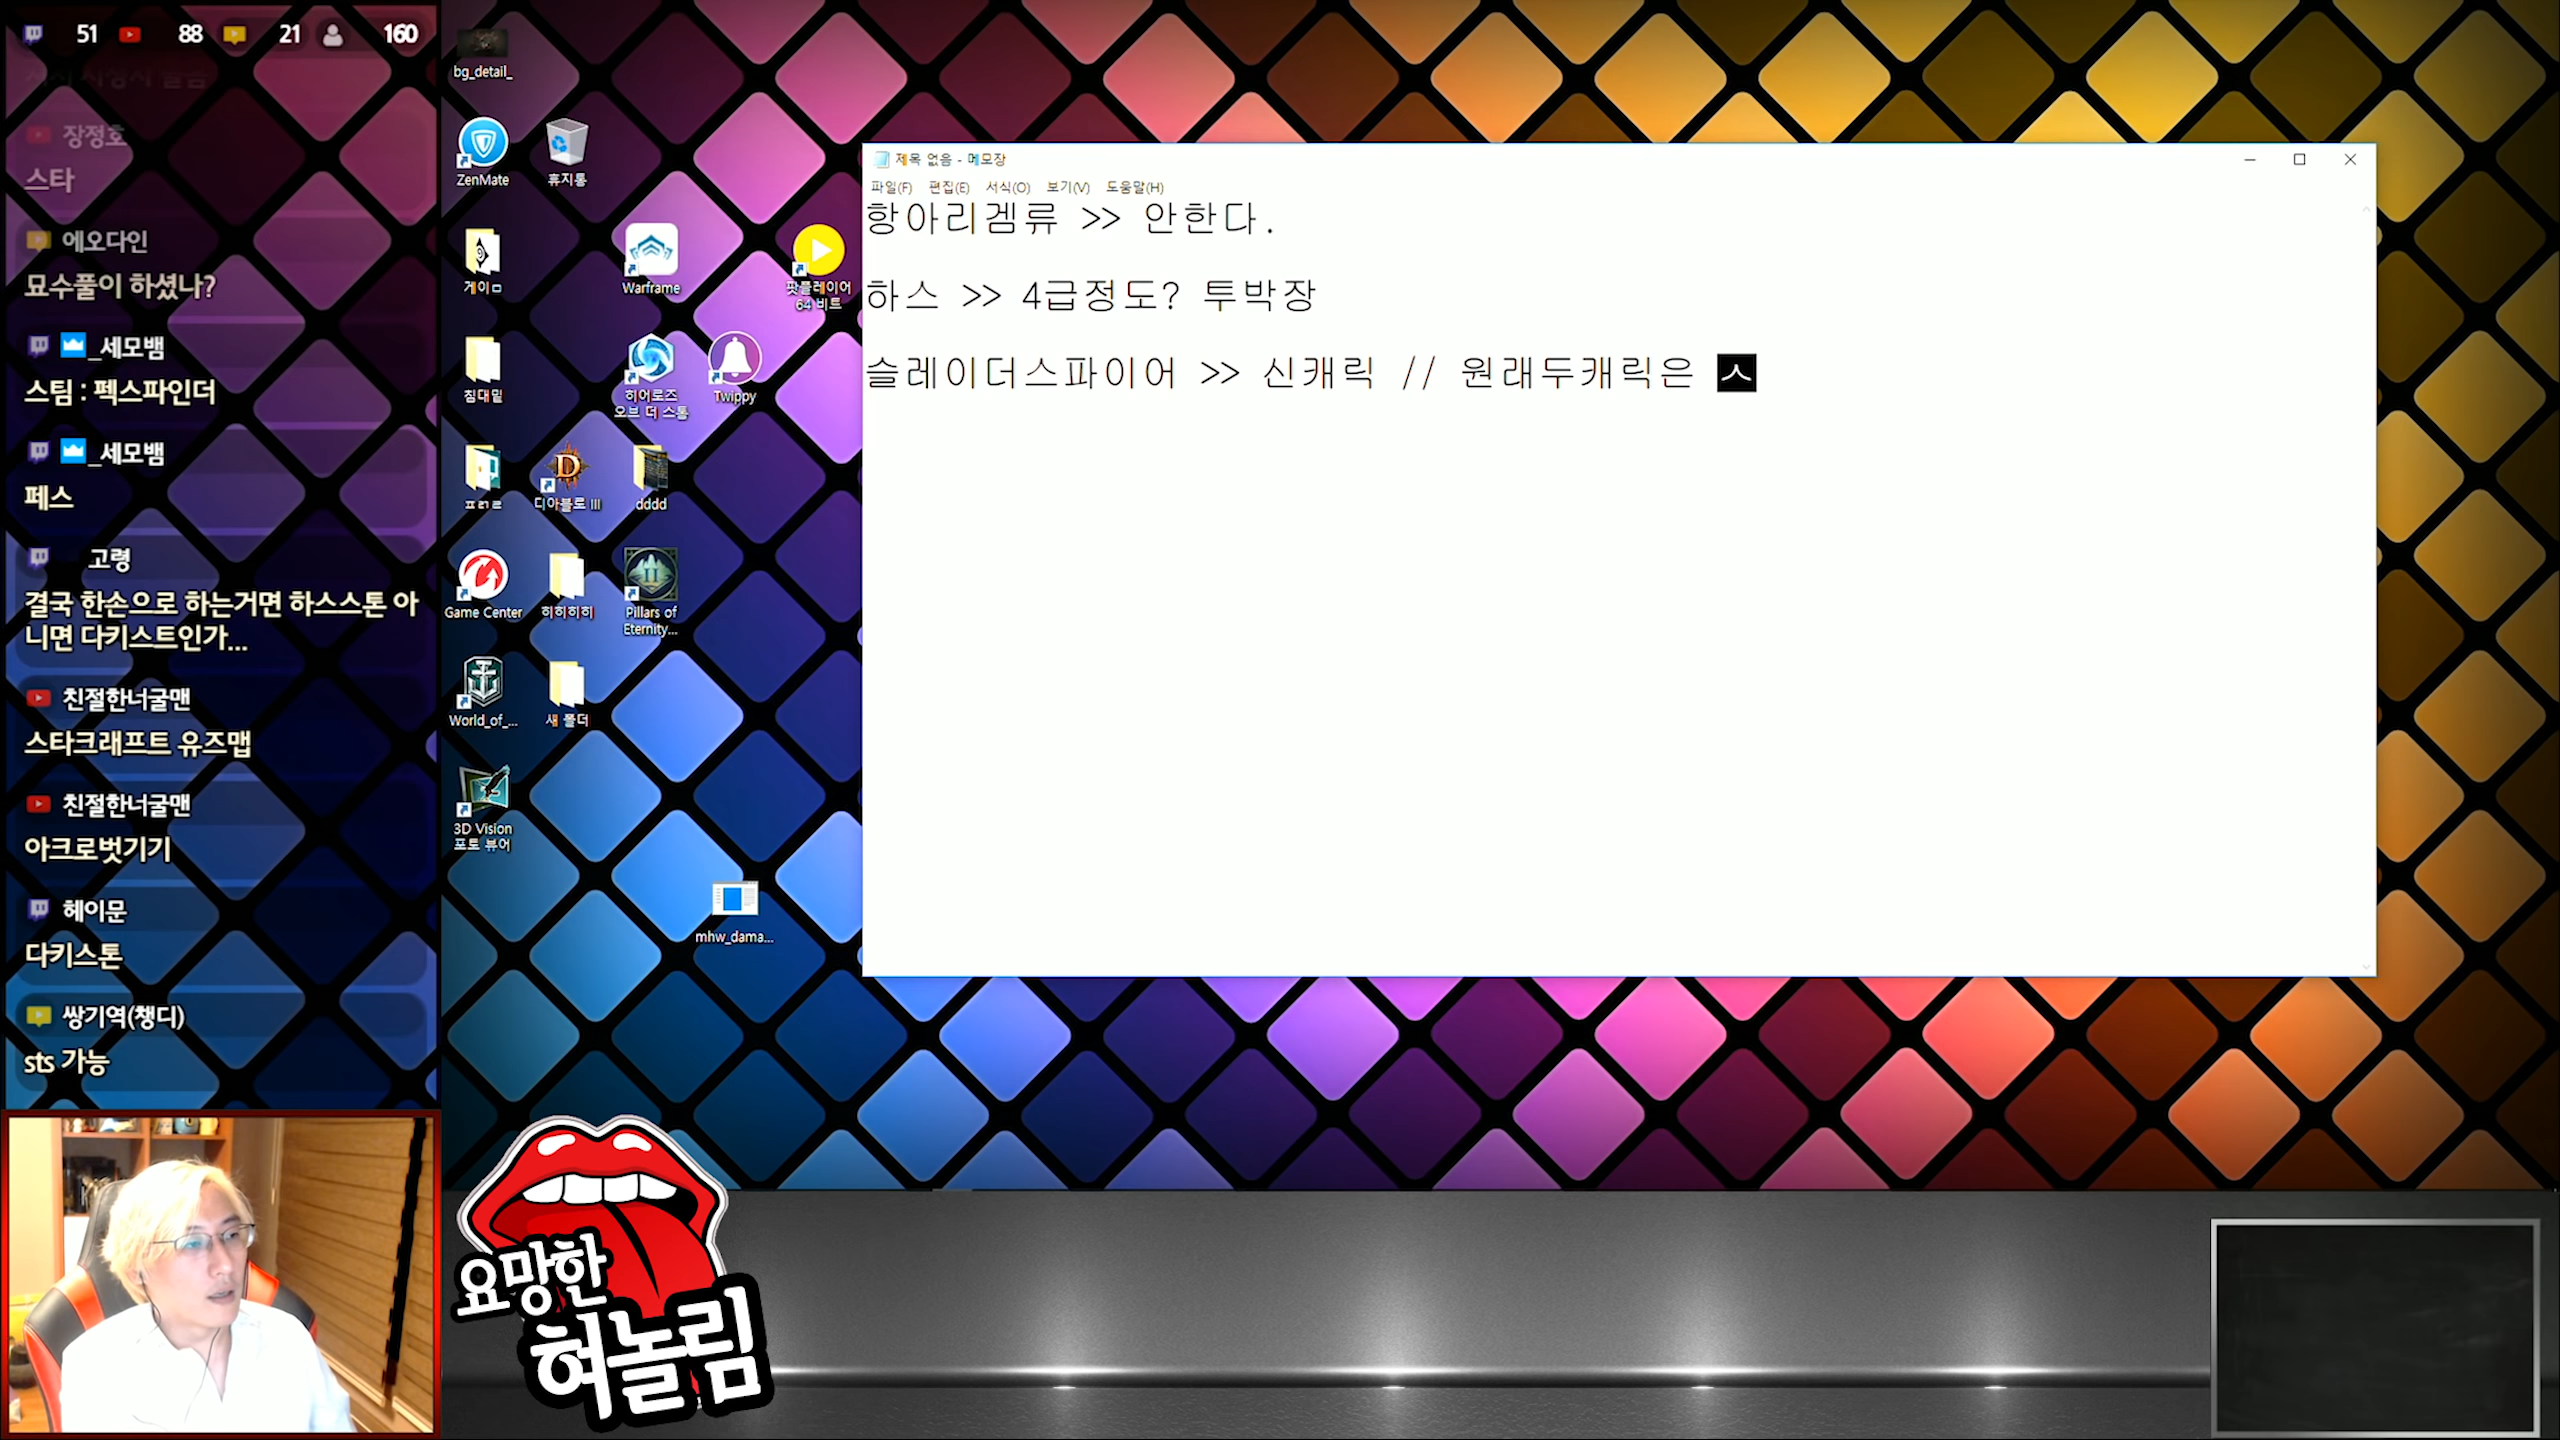 51 88 21 160
장정호
스타
에오다인
묘수풀이 하셨나?
_세모뱀
스팀 : 펙스파인더
_세모뱀
페스
고령
결국 한손으로 하는거면 하스스톤 아
니면 다키스트인가...
친절한너굴맨
스타크래프트 유즈맵
친절한너굴맨
아크로벗기기
헤이문
다키스톤
쌍기역(챙디)
sts 가능
bg_detail_
ZenMate
휴지통
게이ㅁ
Warframe
팟플레이어
64 비트
침대밑
히어로즈
오브 더 스톰
Twippy
디아블로 III
dddd
Game Center
히히히히
Pillars of
Eternity...
World_of_...
새 폴더
3D Vision
포토 뷰어
mhw_dama...
제목 없음 - 메모장
파일(F) 편집(E) 서식(O) 보기(V) 도움말(H)
항아리겜류 >> 안한다.
하스 >> 4급정도? 투박장
슬레이더스파이어 >> 신캐릭 // 원래두캐릭은 ㅅ
요망한
혀놀림